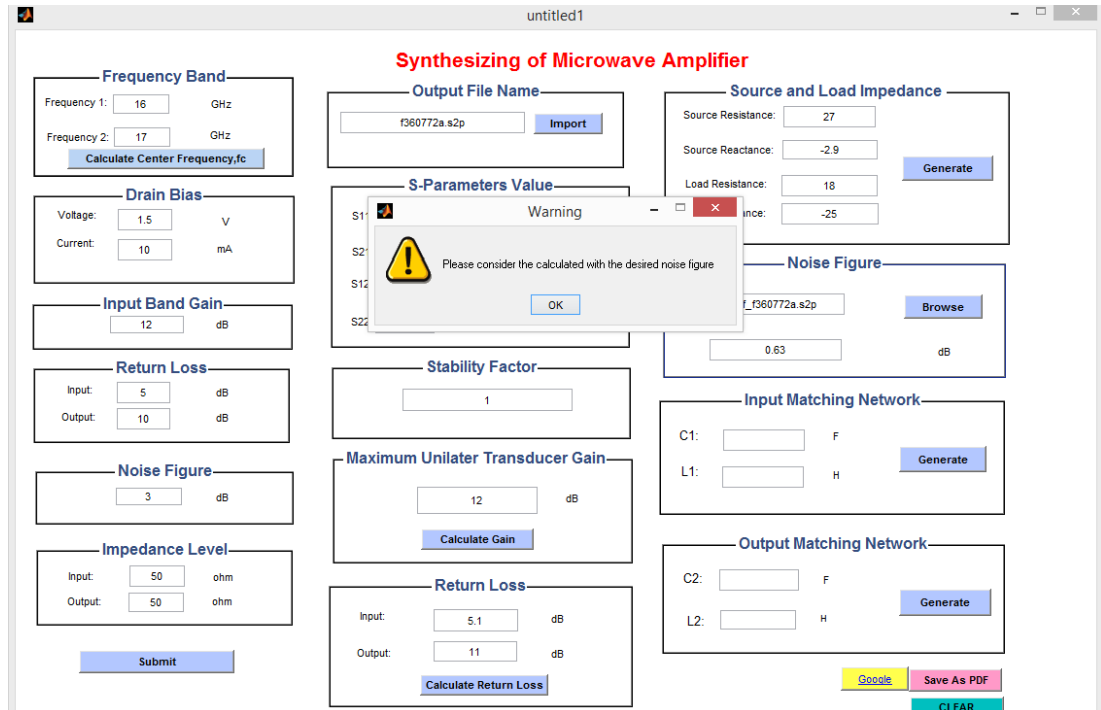 untitled1
Synthesizing of Microwave Amplifier
Frequency Band
Frequency 1: 16 GHz
Frequency 2: 17 GHz
Calculate Center Frequency,fc
Drain Bias
Voltage: 1.5 V
Current: 10 mA
Input Band Gain
12 dB
Return Loss
Input: 5 dB
Output: 10 dB
Noise Figure
3 dB
Impedance Level
Input: 50 ohm
Output: 50 ohm
Submit
Output File Name
f360772a.s2p Import
S-Parameters Value
S11
S21
S12
S22
Warning
Please consider the calculated with the desired noise figure
OK
Stability Factor
1
Maximum Unilater Transducer Gain
12 dB
Calculate Gain
Return Loss
Input: 5.1 dB
Output: 11 dB
Calculate Return Loss
Source and Load Impedance
Source Resistance: 27
Source Reactance: -2.9
Generate
Load Resistance: 18
ance: -25
Noise Figure
f_f360772a.s2p Browse
0.63 dB
Input Matching Network
C1: F
Generate
L1: H
Output Matching Network
C2: F
Generate
L2: H
Google Save As PDF
CLEAR